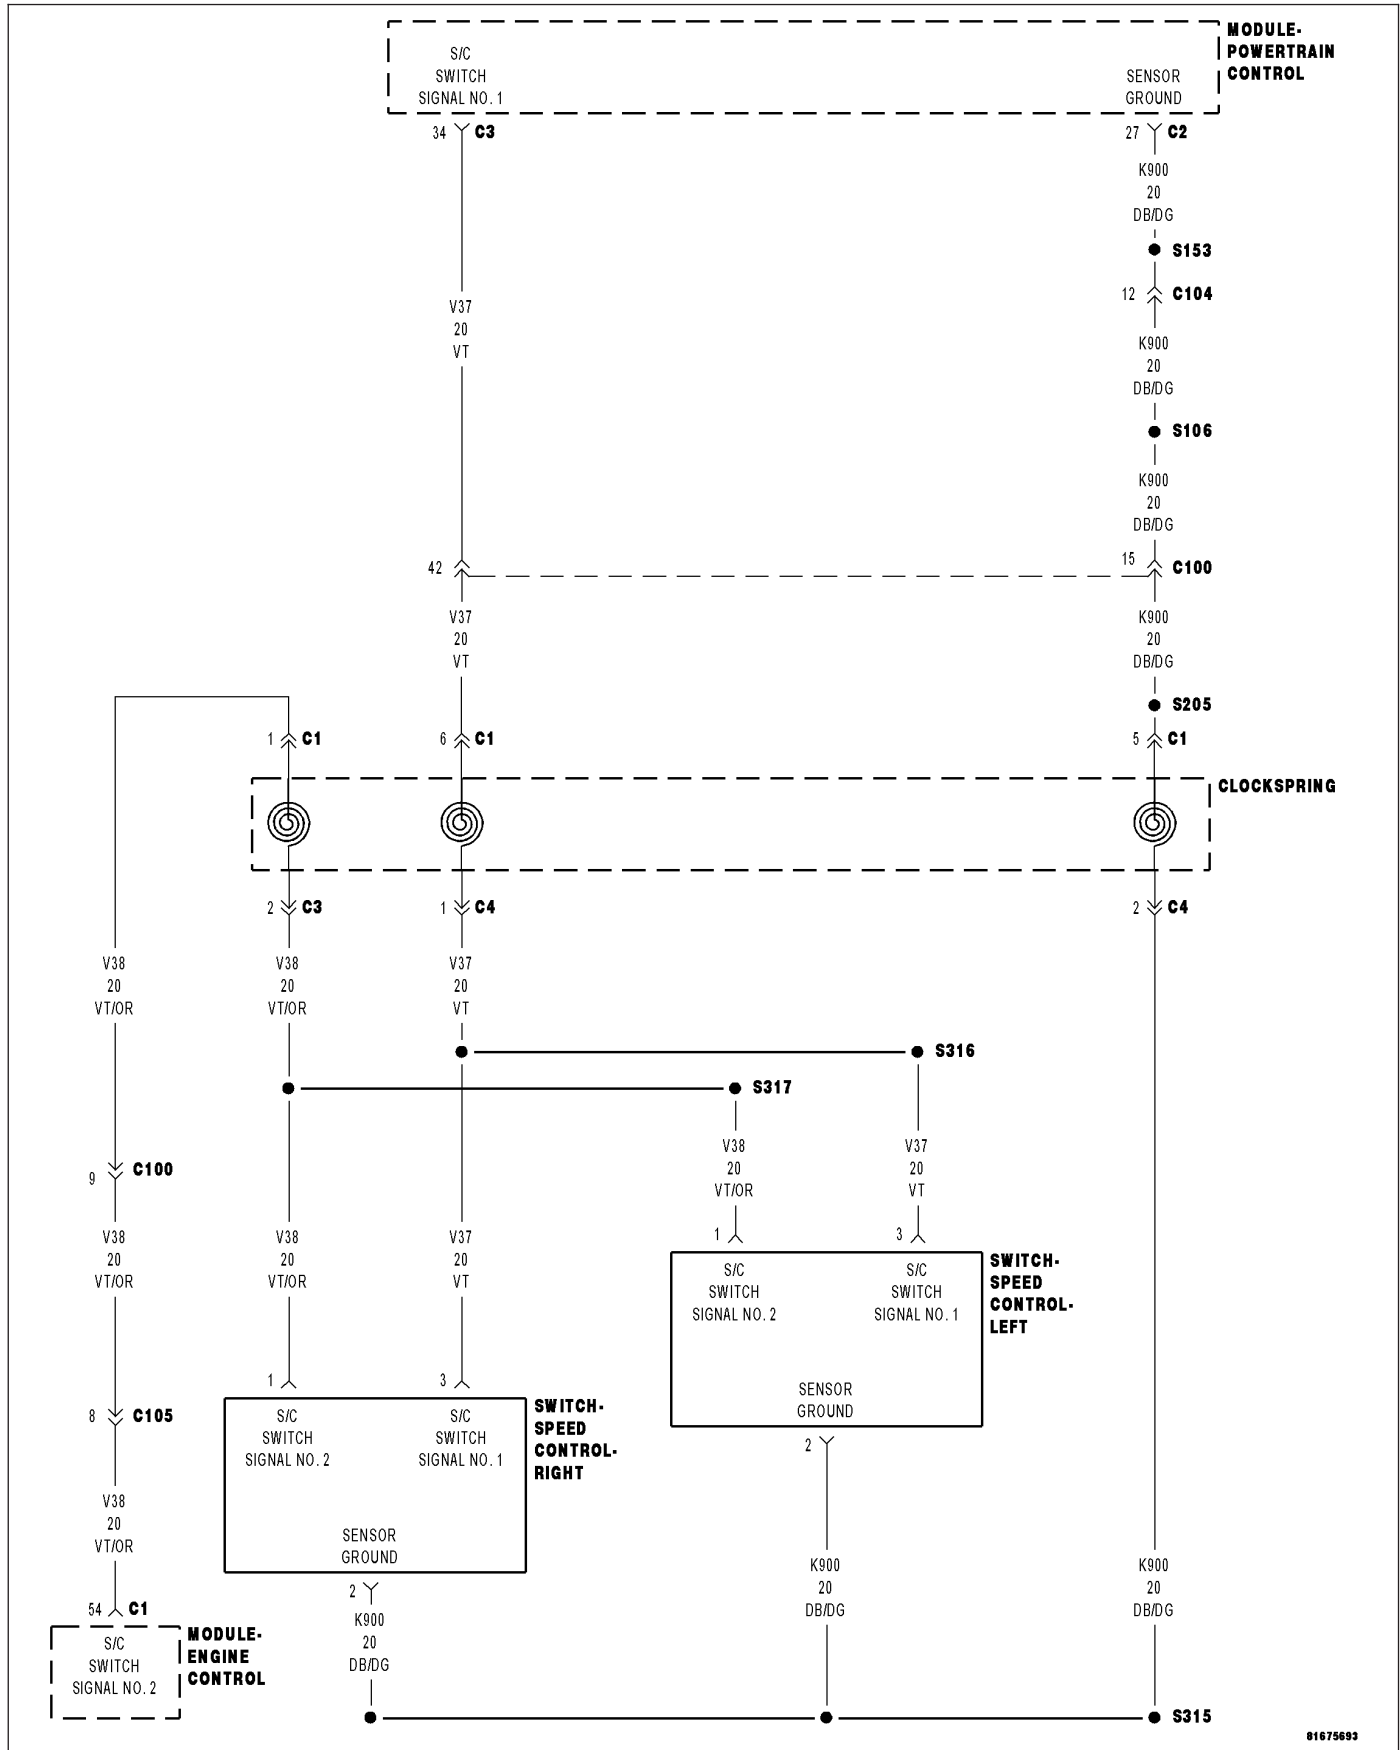 MODULE-
POWERTRAIN
CONTROL
S/C
SWITCH
SIGNAL NO. 1
SENSOR
GROUND
34 C3
27 C2
K900
20
DB/DG
S153
12 C104
V37
20
VT
K900
20
DB/DG
S106
K900
20
DB/DG
42
15 C100
V37
20
VT
K900
20
DB/DG
S205
1 C1
6 C1
5 C1
CLOCKSPRING
2 C3
1 C4
2 C4
V38
20
VT/OR
V38
20
VT/OR
V37
20
VT
S316
S317
V38
20
VT/OR
V37
20
VT
9 C100
V38
20
VT/OR
V38
20
VT/OR
V37
20
VT
1
3
SWITCH-
SPEED
CONTROL-
LEFT
S/C
SWITCH
SIGNAL NO. 2
S/C
SWITCH
SIGNAL NO. 1
SENSOR
GROUND
2
1
3
8 C105
SWITCH-
SPEED
CONTROL-
RIGHT
S/C
SWITCH
SIGNAL NO. 2
S/C
SWITCH
SIGNAL NO. 1
SENSOR
GROUND
V38
20
VT/OR
2
K900
20
DB/DG
K900
20
DB/DG
K900
20
DB/DG
54 C1
MODULE-
ENGINE
CONTROL
S/C
SWITCH
SIGNAL NO. 2
S315
81675693